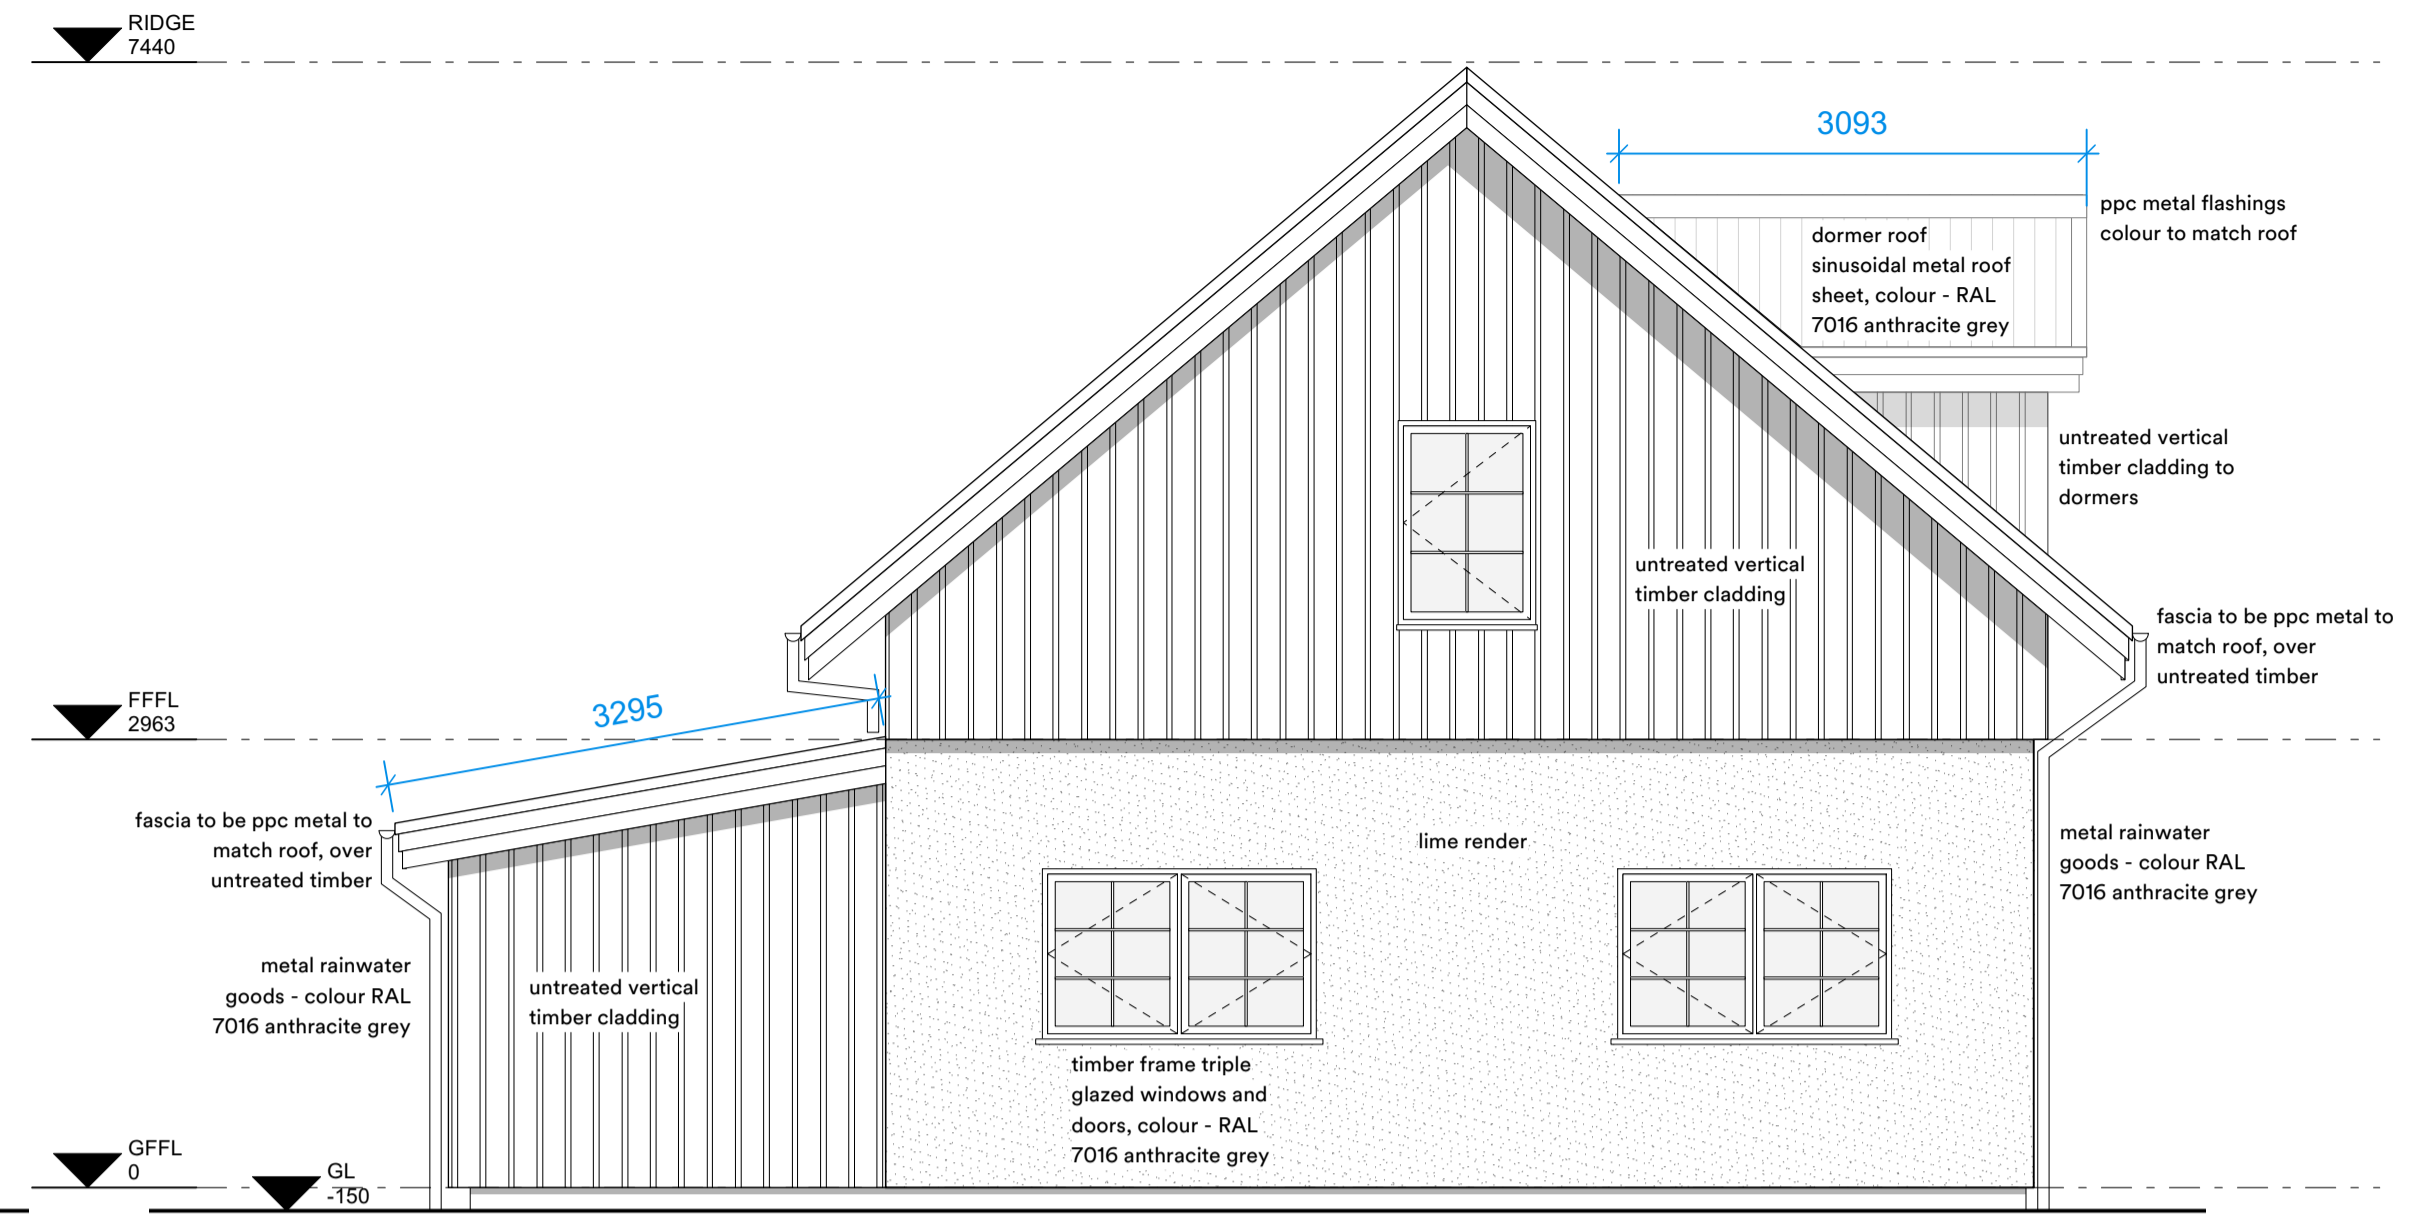 RIDGE
7440
3093
ppc metal flashings
colour to match roof
dormer roof
sinusoidal metal roof
sheet, colour - RAL
7016 anthracite grey
untreated vertical
timber cladding to
dormers
untreated vertical
timber cladding
fascia to be ppc metal to
match roof, over
untreated timber
FFFL
2963
3295
fascia to be ppc metal to
match roof, over
untreated timber
lime render
metal rainwater
goods - colour RAL
7016 anthracite grey
metal rainwater
goods - colour RAL
7016 anthracite grey
untreated vertical
timber cladding
timber frame triple
glazed windows and
doors, colour - RAL
7016 anthracite grey
GFFL
0
GL
-150